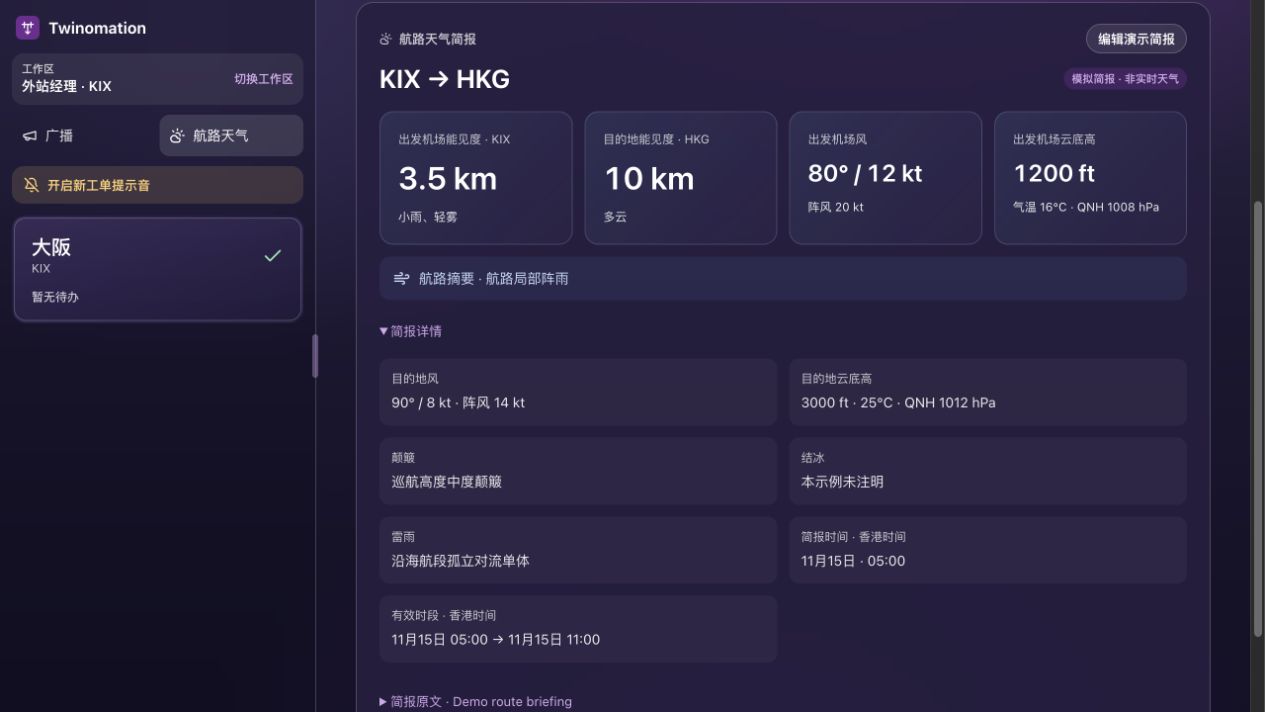 Twinomation
工作区
外站经理 · KIX
切换工作区
广播
航路天气
开启新工单提示音
大阪
KIX
暂无待办
航路天气简报
编辑演示简报
KIX → HKG
模拟简报 · 非实时天气
出发机场能见度 · KIX
3.5 km
小雨、轻雾
目的地能见度 · HKG
10 km
多云
出发机场风
80° / 12 kt
阵风 20 kt
出发机场云底高
1200 ft
气温 16°C · QNH 1008 hPa
航路摘要 · 航路局部阵雨
▼简报详情
目的地风
90° / 8 kt · 阵风 14 kt
目的地云底高
3000 ft · 25°C · QNH 1012 hPa
颠簸
巡航高度中度颠簸
结冰
本示例未注明
雷雨
沿海航段孤立对流单体
简报时间 · 香港时间
11月15日 · 05:00
有效时段 · 香港时间
11月15日 05:00 → 11月15日 11:00
▶简报原文 · Demo route briefing